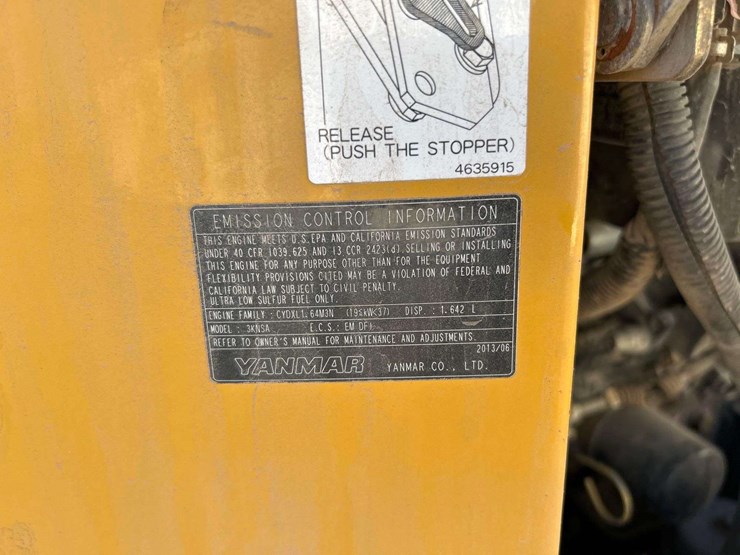 RELEASE
(PUSH THE STOPPER)
4635915
EMISSION CONTROL INFORMATION
THIS ENGINE MEETS U.S.EPA AND CALIFORNIA EMISSION STANDARDS
UNDER 40 CFR 1039.625 AND 13 CCR 2423(d). SELLING OR INSTALLING
THIS ENGINE FOR ANY PURPOSE OTHER THAN FOR THE EQUIPMENT
FLEXIBILITY PROVISIONS CITED MAY BE A VIOLATION OF FEDERAL AND
CALIFORNIA LAW SUBJECT TO CIVIL PENALTY.
ULTRA LOW SULFUR FUEL ONLY.
ENGINE FAMILY : CYDXL1.64M3N (19≤kW<37) DISP. : 1.642 L
MODEL : 3KNSA E.C.S.: EM DFI
REFER TO OWNER'S MANUAL FOR MAINTENANCE AND ADJUSTMENTS.
2013/06
YANMAR YANMAR CO., LTD.